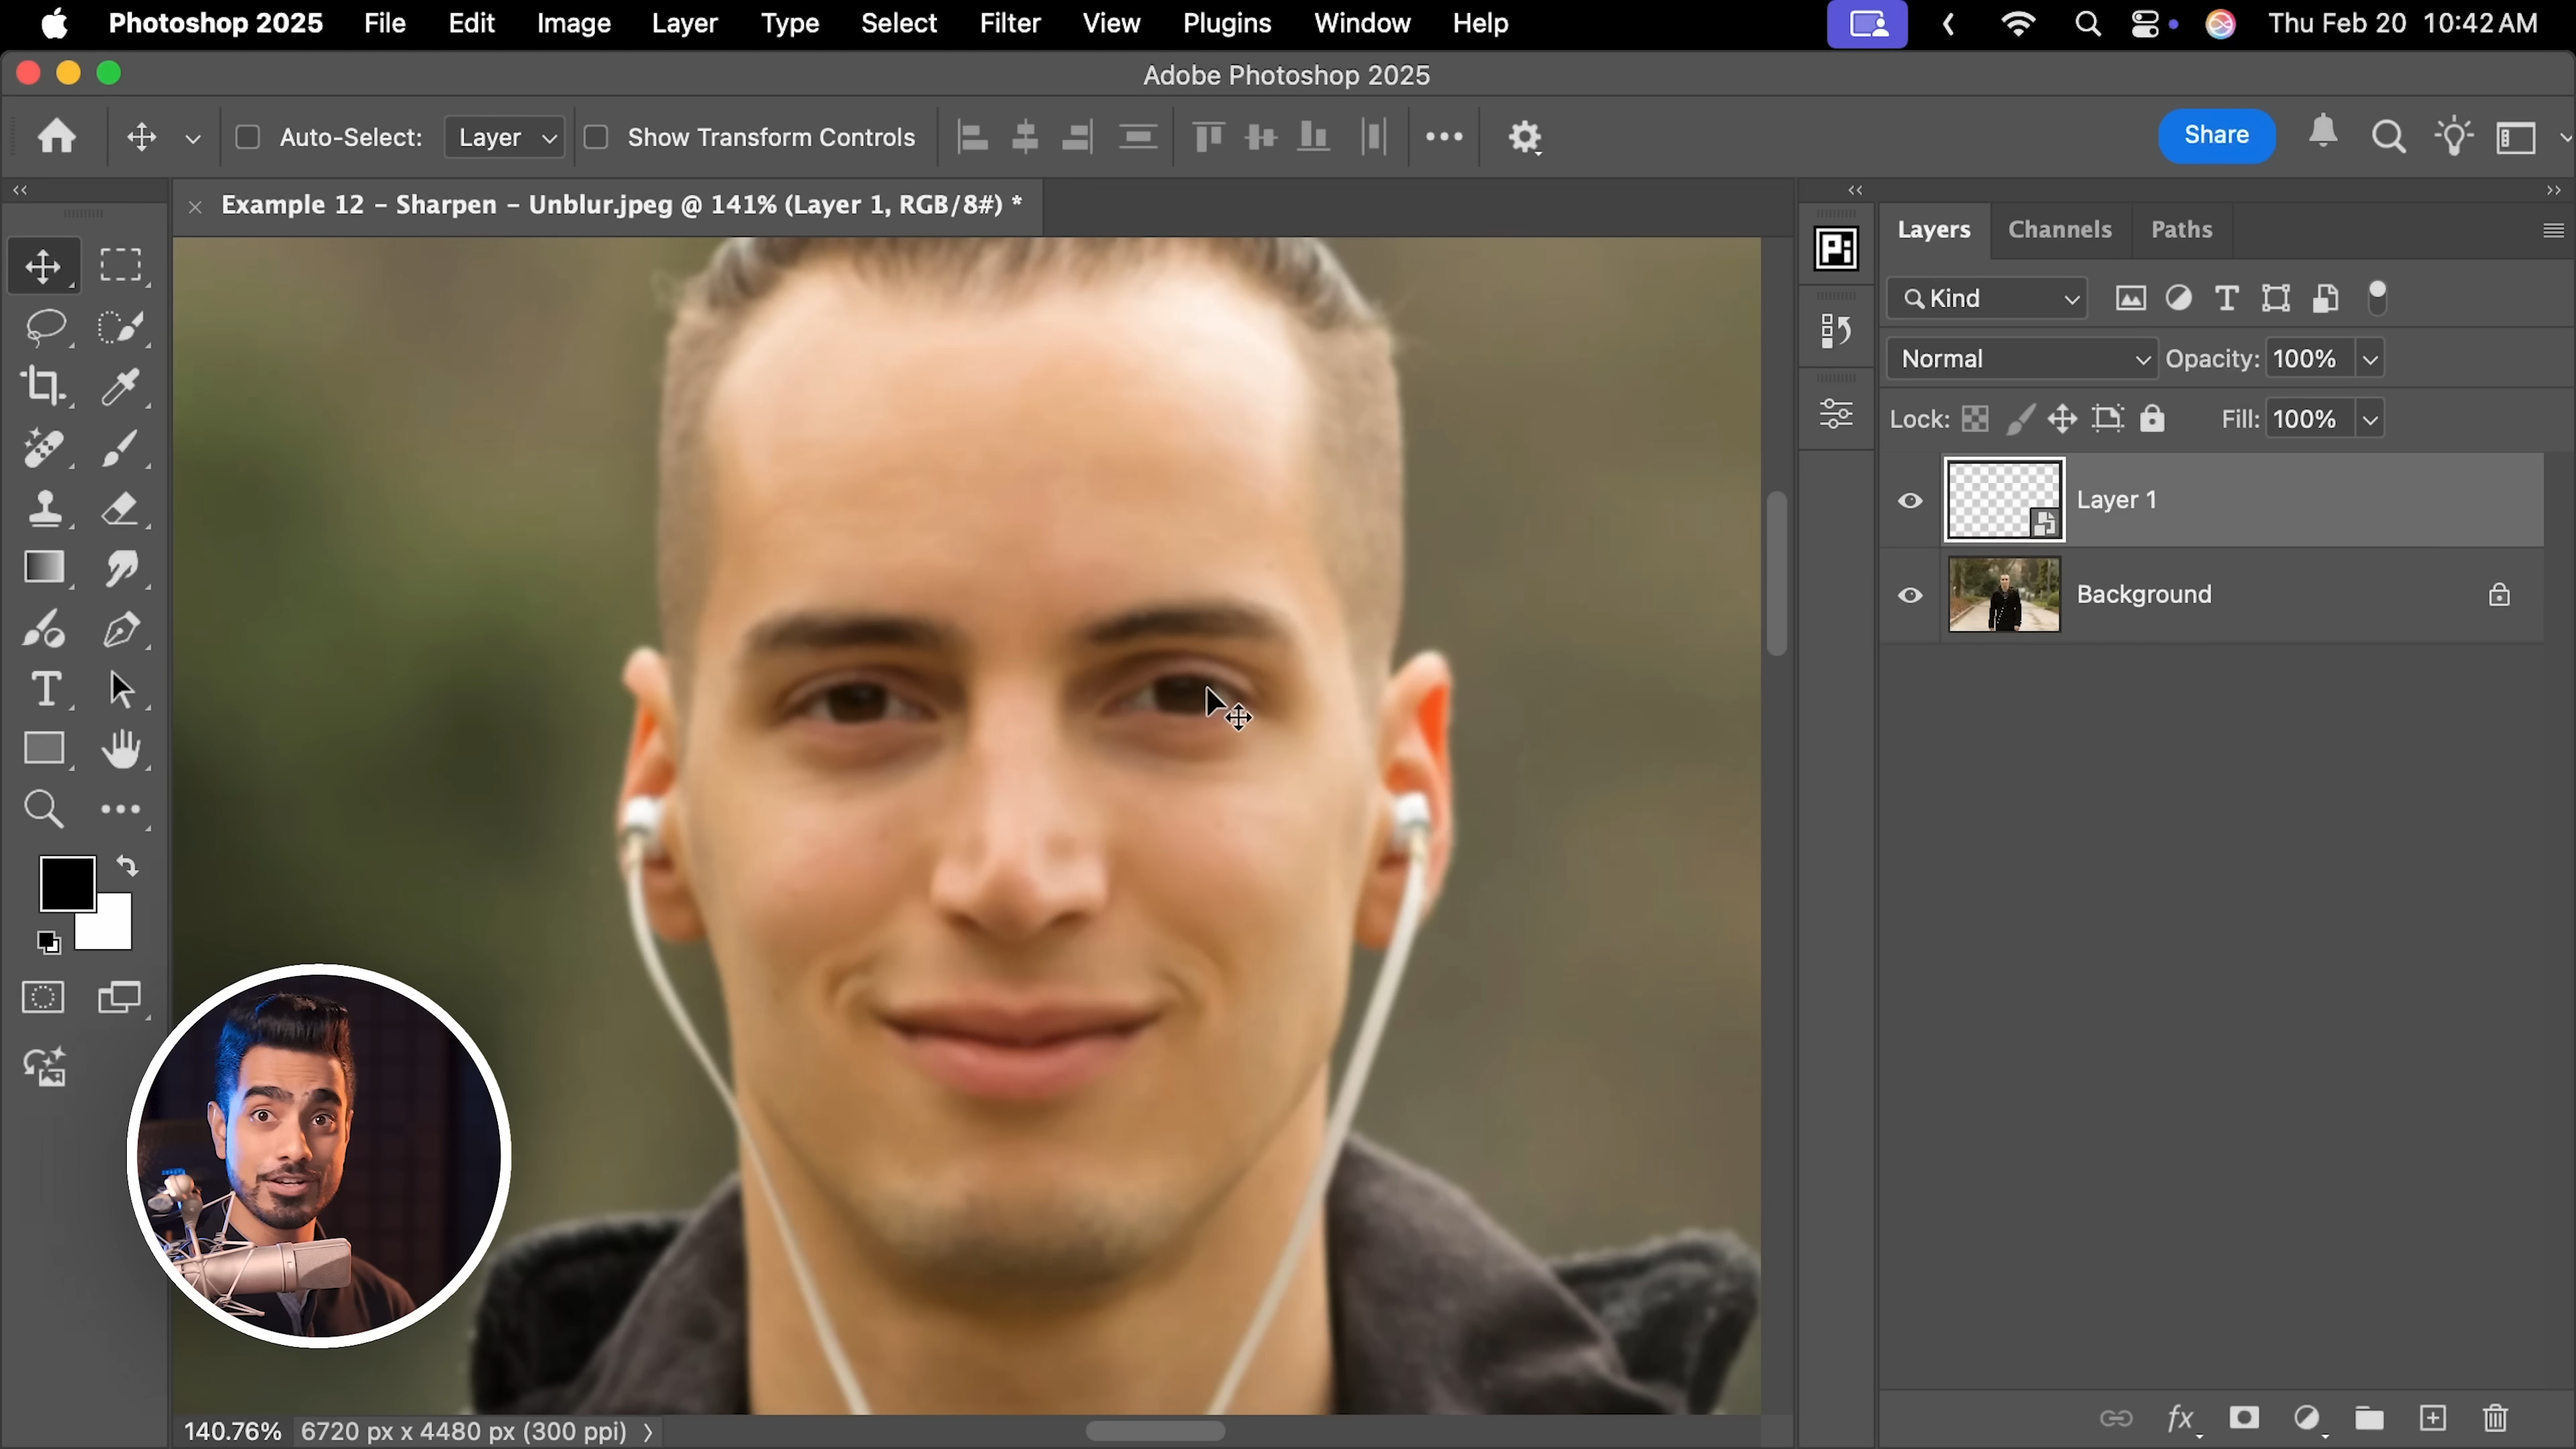 Photoshop 2025 File Edit Image Layer Type Select Filter View Plugins Window Help Thu Feb 20 10:42 AM
Adobe Photoshop 2025
Auto-Select: Layer Show Transform Controls Share
Example 12 - Sharpen - Unblur.jpeg @ 141% (Layer 1, RGB/8#) *
Layers Channels Paths
Pi
Kind
Normal Opacity: 100%
Lock: Fill: 100%
Layer 1
Background
140.76% 6720 px x 4480 px (300 ppi)
fx